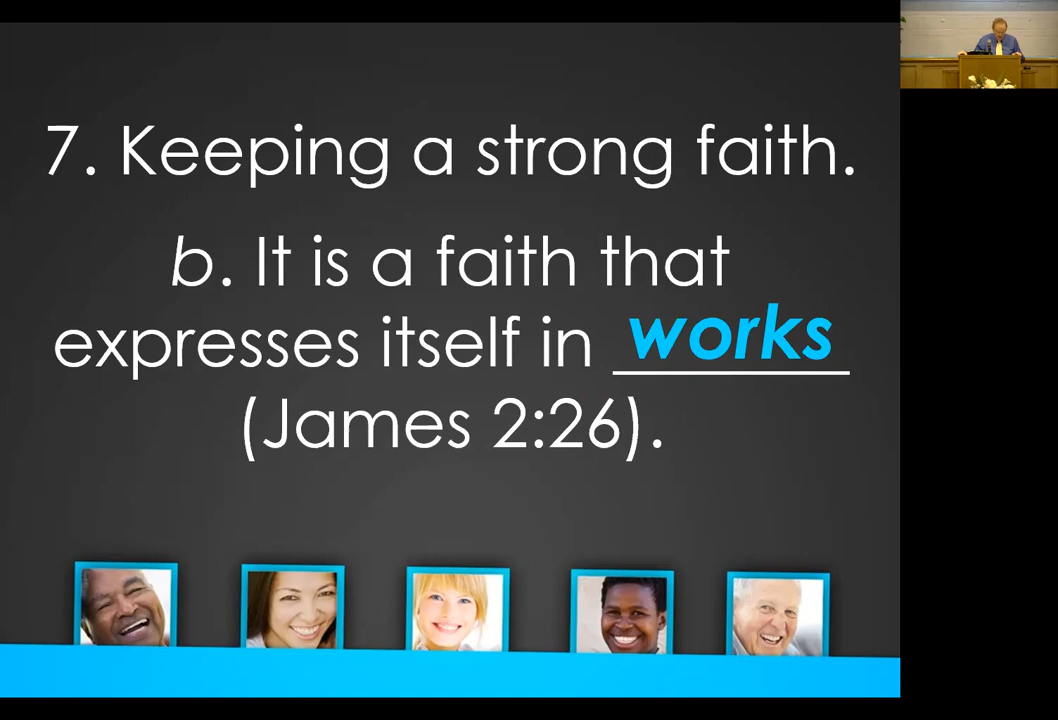 7. Keeping a strong faith.
b. It is a faith that
expresses itself in works
(James 2:26).